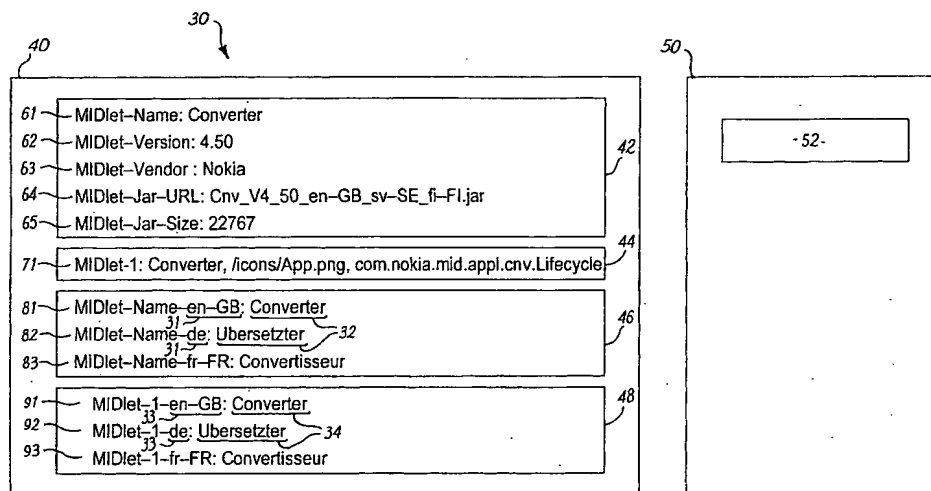 30
40
50
61 MIDlet-Name: Converter
62 MIDlet-Version: 4.50
63 MIDlet-Vendor : Nokia
64 MIDlet-Jar-URL: Cnv_V4_50_en-GB_sv-SE_fi-FI.jar
65 MIDlet-Jar-Size: 22767
42
-52-
71 MIDlet-1: Converter, /icons/App.png, com.nokia.mid.appl.cnv.Lifecycle
44
81 MIDlet-Name-en-GB: Converter
31
82 MIDlet-Name-de: Ubersetzter
32
31
83 MIDlet-Name-fr-FR: Convertisseur
46
91 MIDlet-1-en-GB: Converter
33
92 MIDlet-1-de: Ubersetzter
34
33
93 MIDlet-1-fr-FR: Convertisseur
48